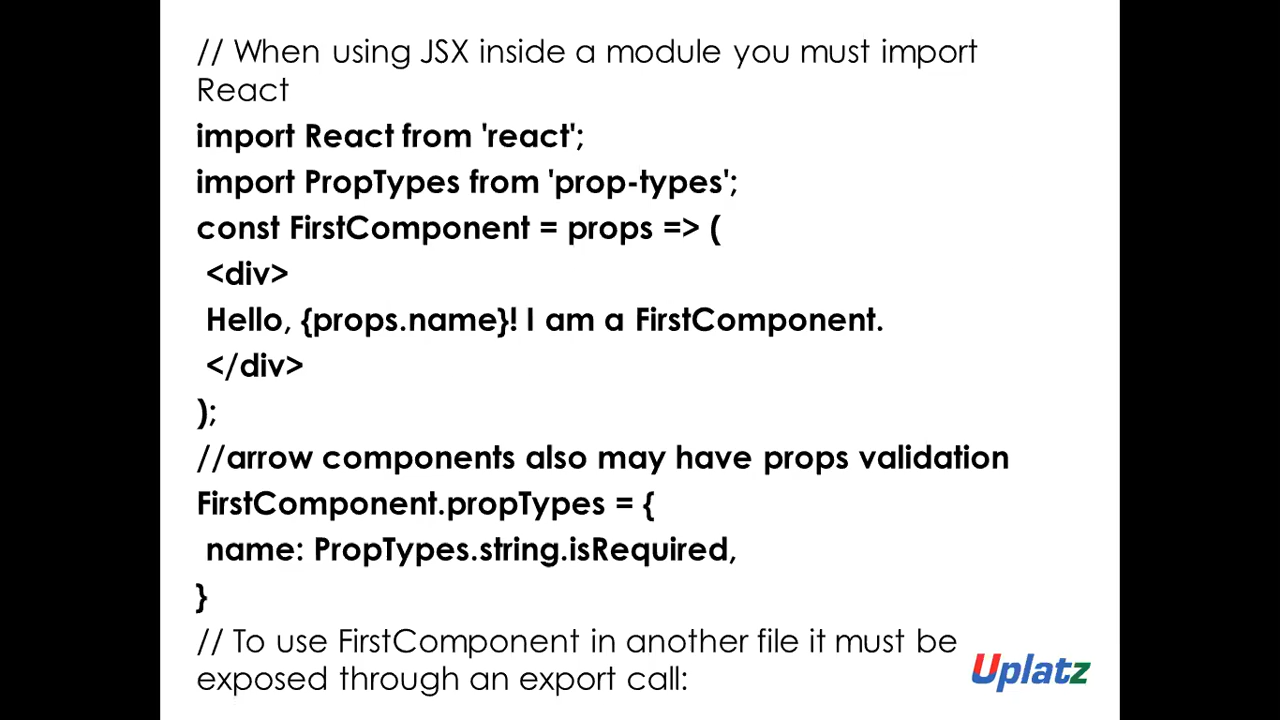 // When using JSX inside a module you must import
React
import React from 'react';
import PropTypes from 'prop-types';
const FirstComponent = props => (
<div>
Hello, {props.name}! I am a FirstComponent.
</div>
);
//arrow components also may have props validation
FirstComponent.propTypes = {
name: PropTypes.string.isRequired,
}
// To use FirstComponent in another file it must be
exposed through an export call:
Uplatz